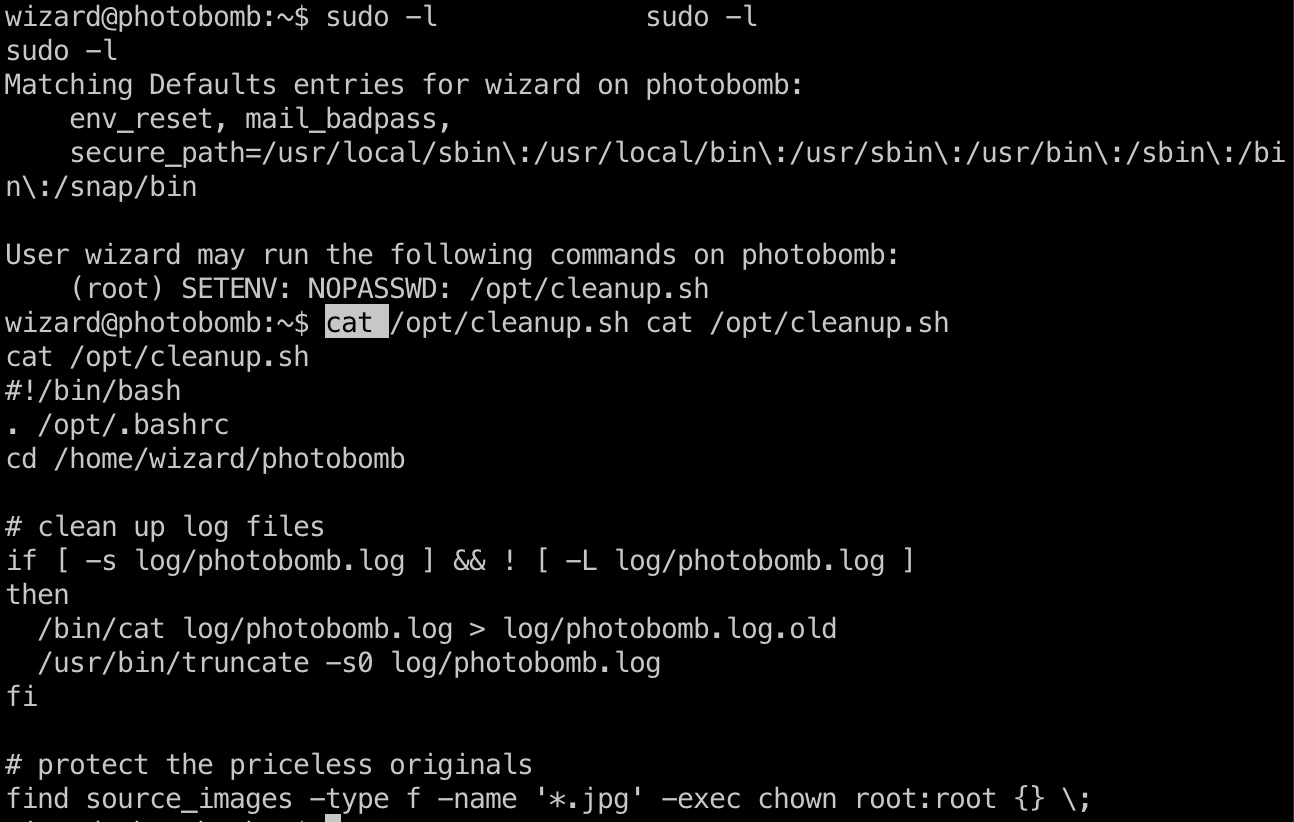 wizard@photobomb:~$ sudo -l             sudo -l
sudo -l
Matching Defaults entries for wizard on photobomb:
    env_reset, mail_badpass,
    secure_path=/usr/local/sbin\:/usr/local/bin\:/usr/sbin\:/usr/bin\:/sbin\:/bi
n\:/snap/bin

User wizard may run the following commands on photobomb:
    (root) SETENV: NOPASSWD: /opt/cleanup.sh
wizard@photobomb:~$ cat /opt/cleanup.sh cat /opt/cleanup.sh
cat /opt/cleanup.sh
#!/bin/bash
. /opt/.bashrc
cd /home/wizard/photobomb

# clean up log files
if [ -s log/photobomb.log ] && ! [ -L log/photobomb.log ]
then
  /bin/cat log/photobomb.log > log/photobomb.log.old
  /usr/bin/truncate -s0 log/photobomb.log
fi

# protect the priceless originals
find source_images -type f -name '*.jpg' -exec chown root:root {} \;